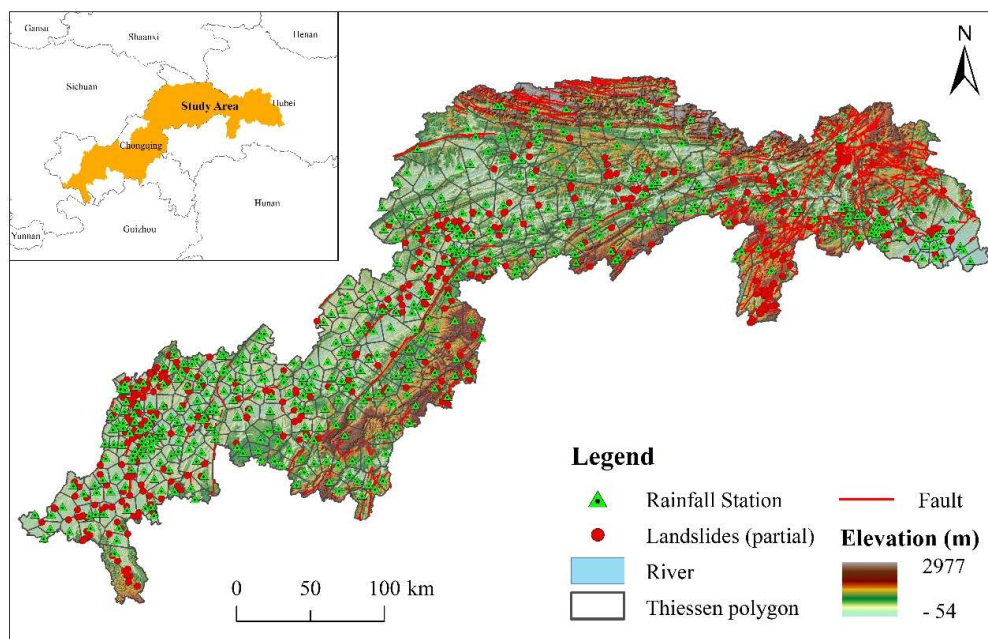 Gansu
Shaanxi
Henan
Sichuan
Study Area
Hubei
Chongqing
Hunan
Guizhou
Yunnan
N
Legend
Rainfall Station
Fault
Landslides (partial)
Elevation (m)
River
2977
Thiessen polygon
- 54
0 50 100 km